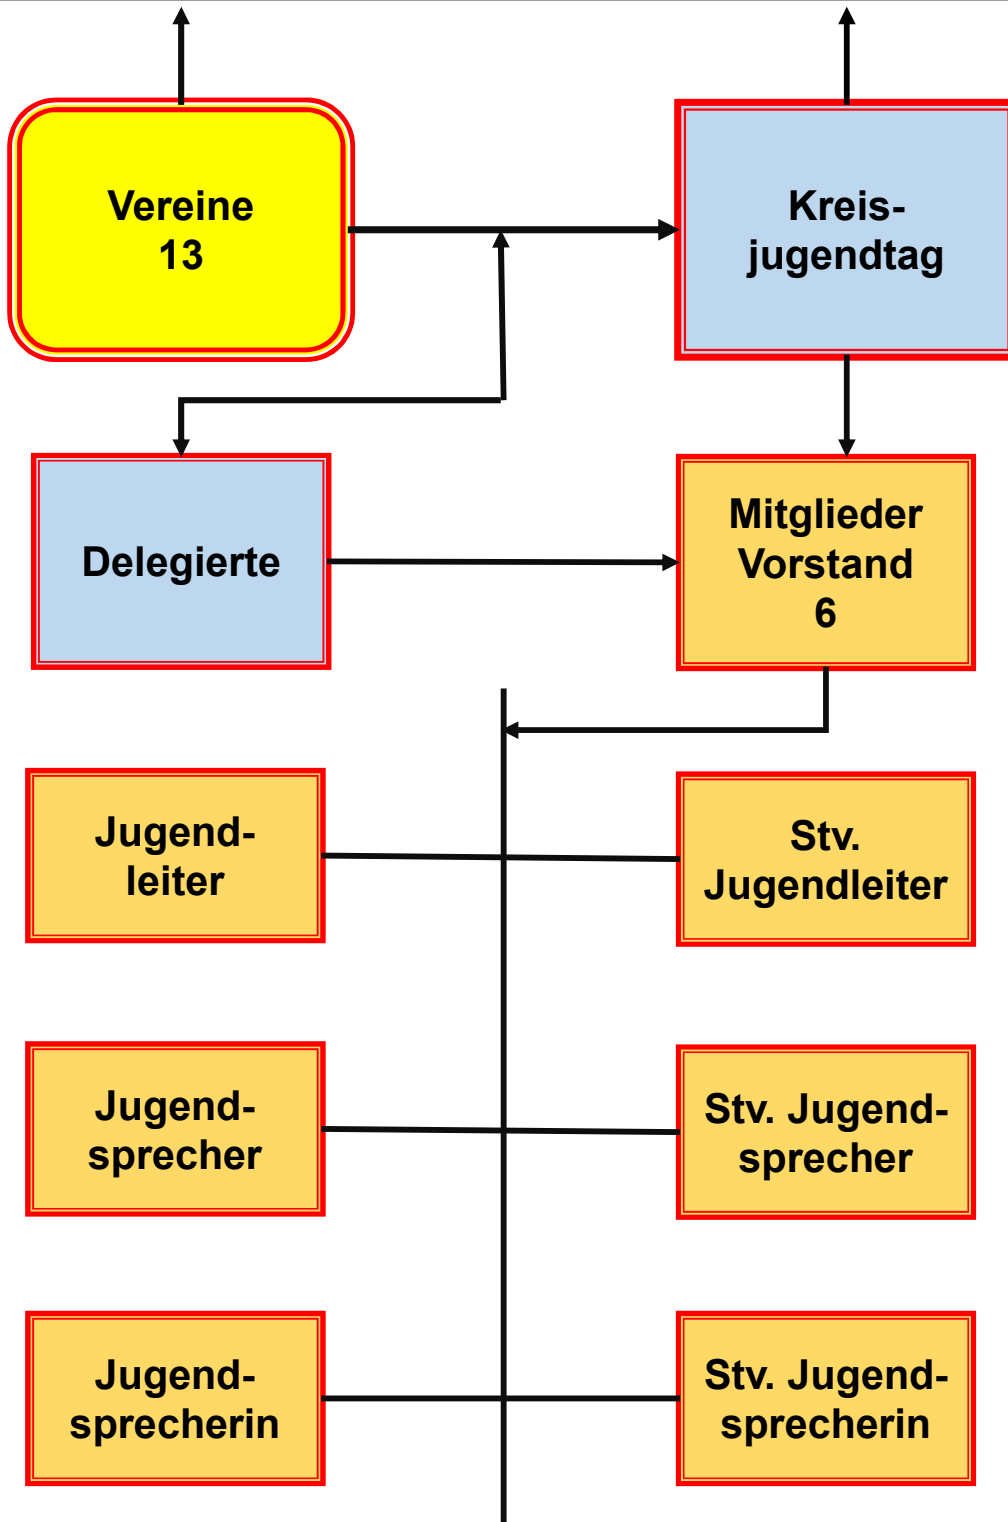 Vereine
13
Kreis-
jugendtag
Delegierte
Mitglieder
Vorstand
6
Jugend-
leiter
Stv.
Jugendleiter
Jugend-
sprecher
Stv. Jugend-
sprecher
Jugend-
sprecherin
Stv. Jugend-
sprecherin